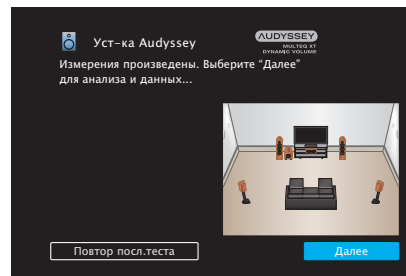 Уст-ка Audyssey
AUDYSSEY
MULTEQ XT
DYNAMIC VOLUME
Измерения произведены. Выберите “Далее”
для анализа и данных...
Повтор посл.теста
Далее